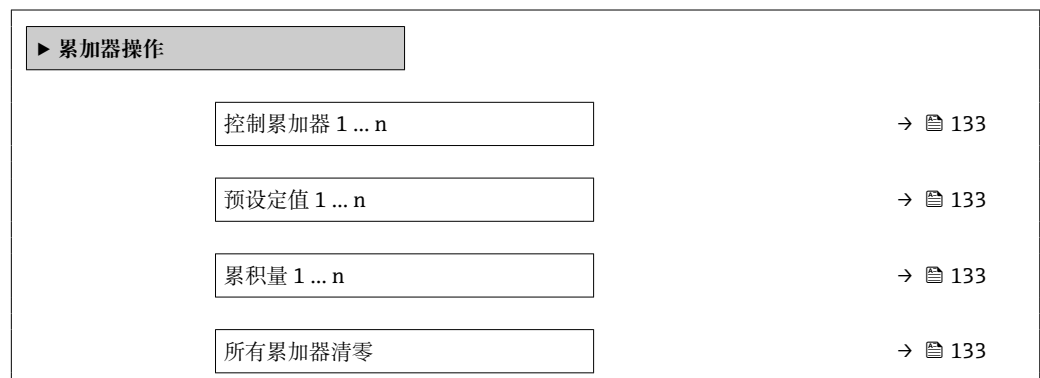 ▶ 累加器操作
控制累加器 1 … n → 🖹 133
预设定值 1 … n → 🖹 133
累积量 1 … n → 🖹 133
所有累加器清零 → 🖹 133